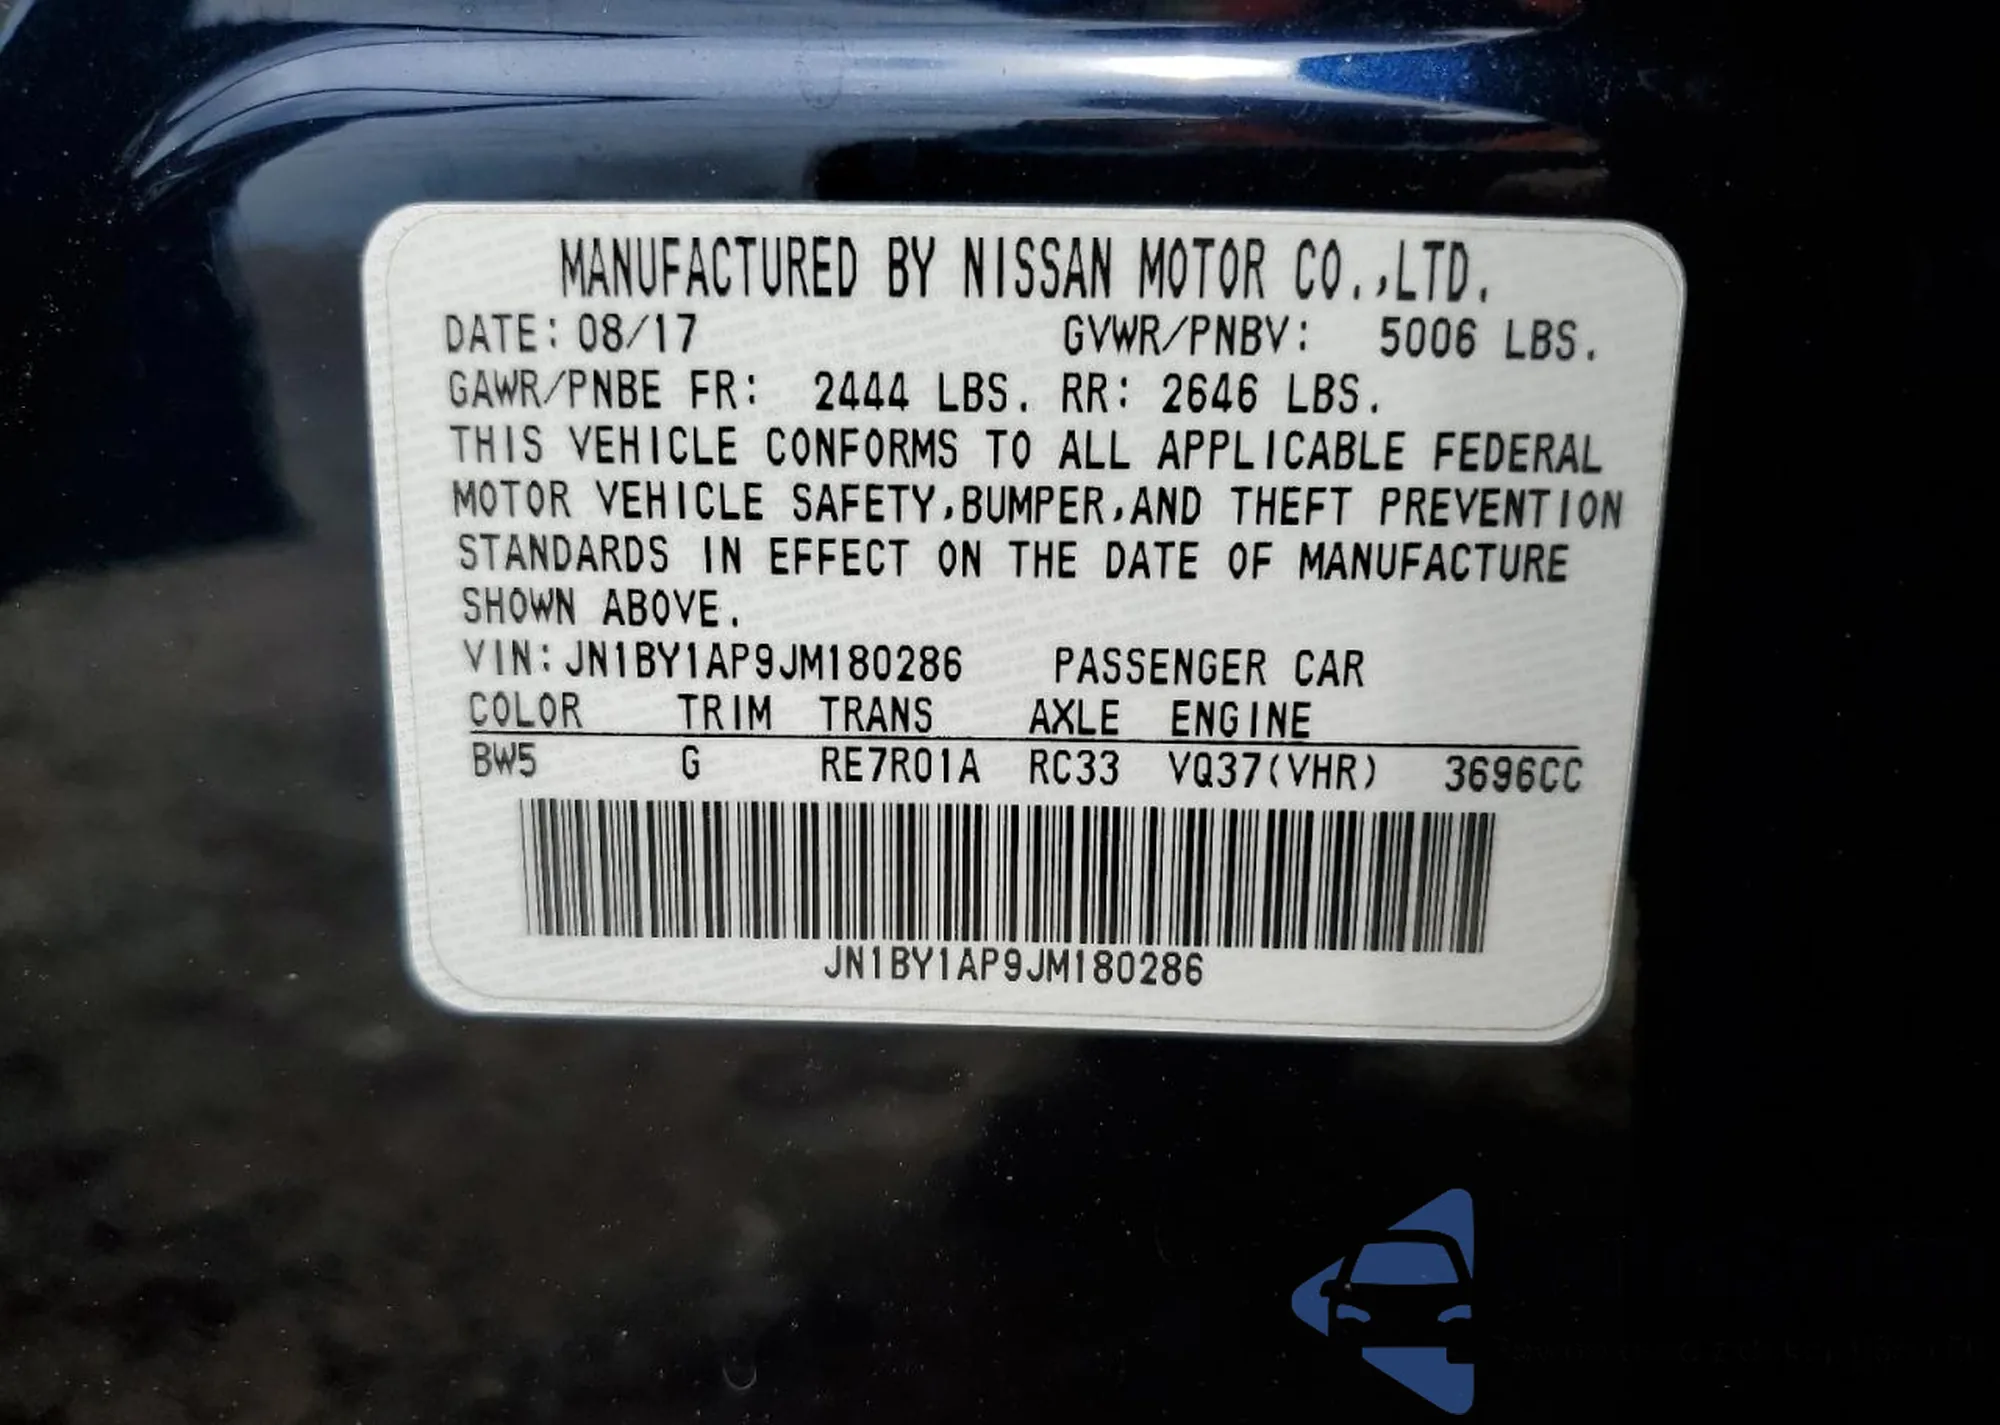 MANUFACTURED BY NISSAN MOTOR CO.,LTD.
DATE: 08/17 GVWR/PNBV: 5006 LBS.
GAWR/PNBE FR: 2444 LBS. RR: 2646 LBS.
THIS VEHICLE CONFORMS TO ALL APPLICABLE FEDERAL
MOTOR VEHICLE SAFETY,BUMPER,AND THEFT PREVENTION
STANDARDS IN EFFECT ON THE DATE OF MANUFACTURE
SHOWN ABOVE.
VIN: JN1BY1AP9JM180286 PASSENGER CAR
COLOR TRIM TRANS AXLE ENGINE
BW5 G RE7R01A RC33 VQ37(VHR) 3696CC
JN1BY1AP9JM180286